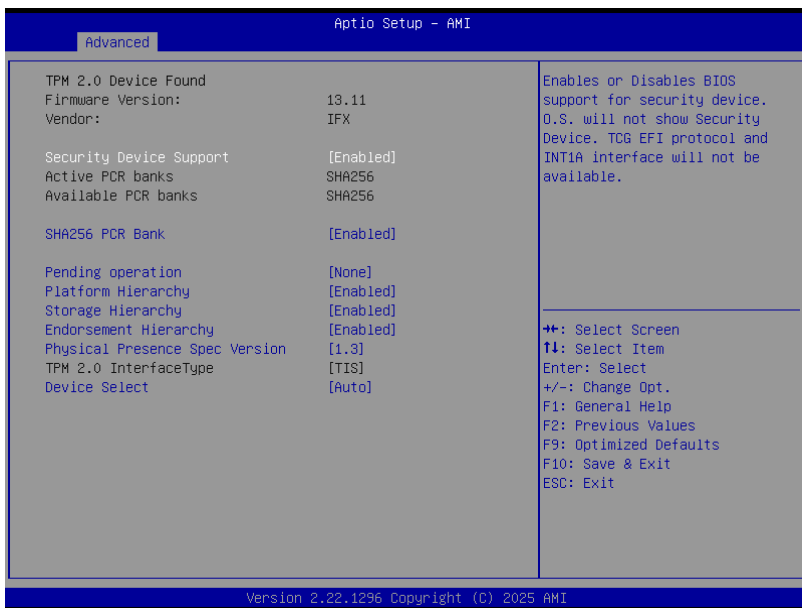 Aptio Setup – AMI
Advanced
TPM 2.0 Device Found
Firmware Version: 13.11
Vendor: IFX
Security Device Support [Enabled]
Active PCR banks SHA256
Available PCR banks SHA256
SHA256 PCR Bank [Enabled]
Pending operation [None]
Platform Hierarchy [Enabled]
Storage Hierarchy [Enabled]
Endorsement Hierarchy [Enabled]
Physical Presence Spec Version [1.3]
TPM 2.0 InterfaceType [TIS]
Device Select [Auto]
Enables or Disables BIOS
support for security device.
O.S. will not show Security
Device. TCG EFI protocol and
INT1A interface will not be
available.
→←: Select Screen
↑↓: Select Item
Enter: Select
+/-: Change Opt.
F1: General Help
F2: Previous Values
F9: Optimized Defaults
F10: Save & Exit
ESC: Exit
Version 2.22.1296 Copyright (C) 2025 AMI